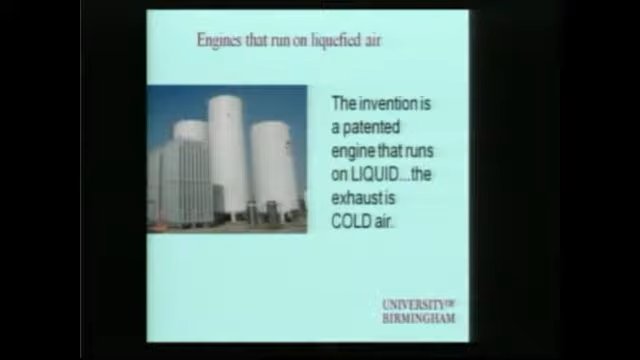 Engines that run on liquefied air
The invention is
a patented
engine that runs
on LIQUID...the
exhaust is
COLD air.
UNIVERSITY OF
BIRMINGHAM